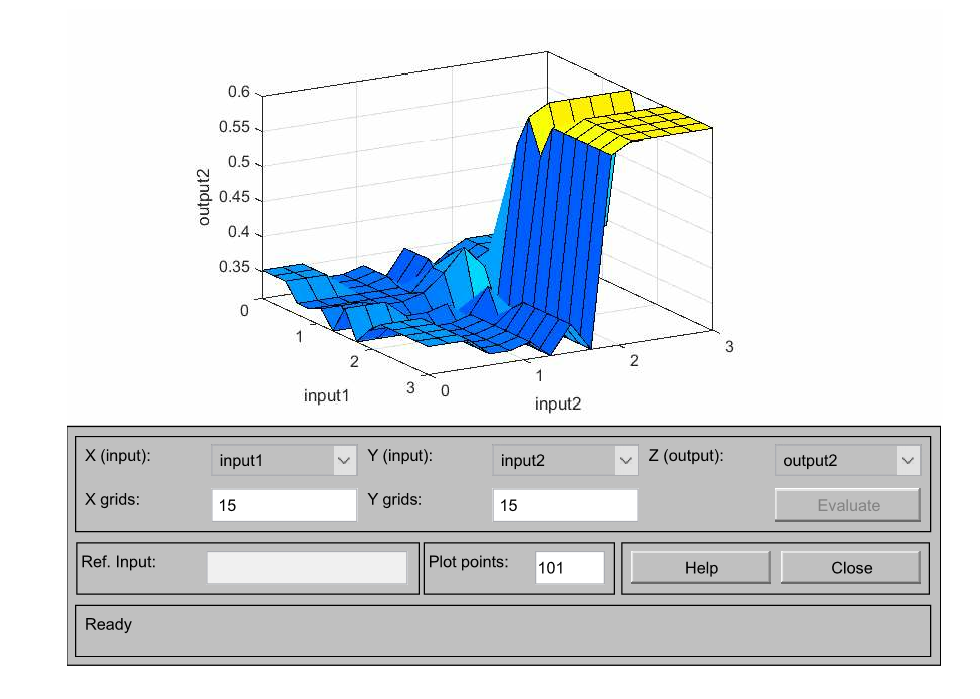 0.6
0.55
0.5
0.45
0.4
0.35
output2
0
1
2
3
input1
0
1
2
3
input2
X (input): input1 Y (input): input2 Z (output): output2
X grids: 15 Y grids: 15 Evaluate
Ref. Input: Plot points: 101 Help Close
Ready